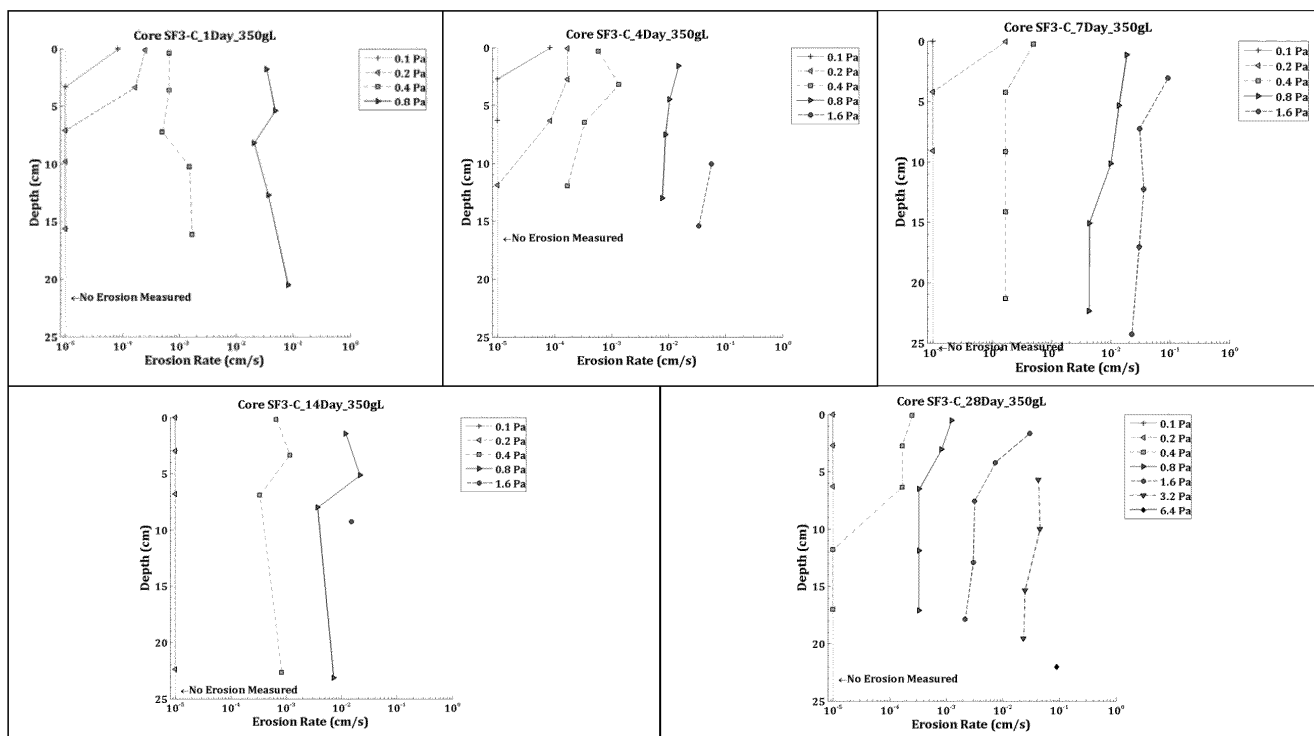 Core SF3-C_1Day_350gL
0.1 Pa
0.2 Pa
0.4 Pa
0.8 Pa
0
5
10
15
20
25
Depth (cm)
←No Erosion Measured
10⁻⁵ 10⁻⁴ 10⁻³ 10⁻² 10⁻¹ 10⁰
Erosion Rate (cm/s)
Core SF3-C_4Day_350gL
0.1 Pa
0.2 Pa
0.4 Pa
0.8 Pa
1.6 Pa
0
5
10
15
20
25
Depth (cm)
←No Erosion Measured
10⁻⁵ 10⁻⁴ 10⁻³ 10⁻² 10⁻¹ 10⁰
Erosion Rate (cm/s)
Core SF3-C_7Day_350gL
0.1 Pa
0.2 Pa
0.4 Pa
0.8 Pa
1.6 Pa
0
5
10
15
20
25
Depth (cm)
←No Erosion Measured
10⁻⁵ 10⁻⁴ 10⁻³ 10⁻² 10⁻¹ 10⁰
Erosion Rate (cm/s)
Core SF3-C_14Day_350gL
0.1 Pa
0.2 Pa
0.4 Pa
0.8 Pa
1.6 Pa
0
5
10
15
20
25
Depth (cm)
←No Erosion Measured
10⁻⁵ 10⁻⁴ 10⁻³ 10⁻² 10⁻¹ 10⁰
Erosion Rate (cm/s)
Core SF3-C_28Day_350gL
0.1 Pa
0.2 Pa
0.4 Pa
0.8 Pa
1.6 Pa
3.2 Pa
6.4 Pa
0
5
10
15
20
25
Depth (cm)
←No Erosion Measured
10⁻⁵ 10⁻⁴ 10⁻³ 10⁻² 10⁻¹ 10⁰
Erosion Rate (cm/s)